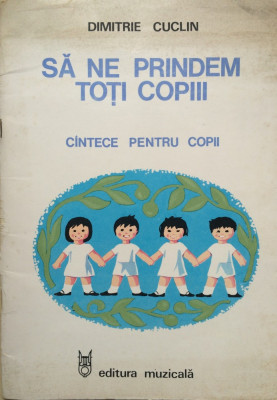 DIMITRIE CUCLIN
SĂ NE PRINDEM
TOȚI COPIII
CÎNTECE PENTRU COPII
editura muzicală